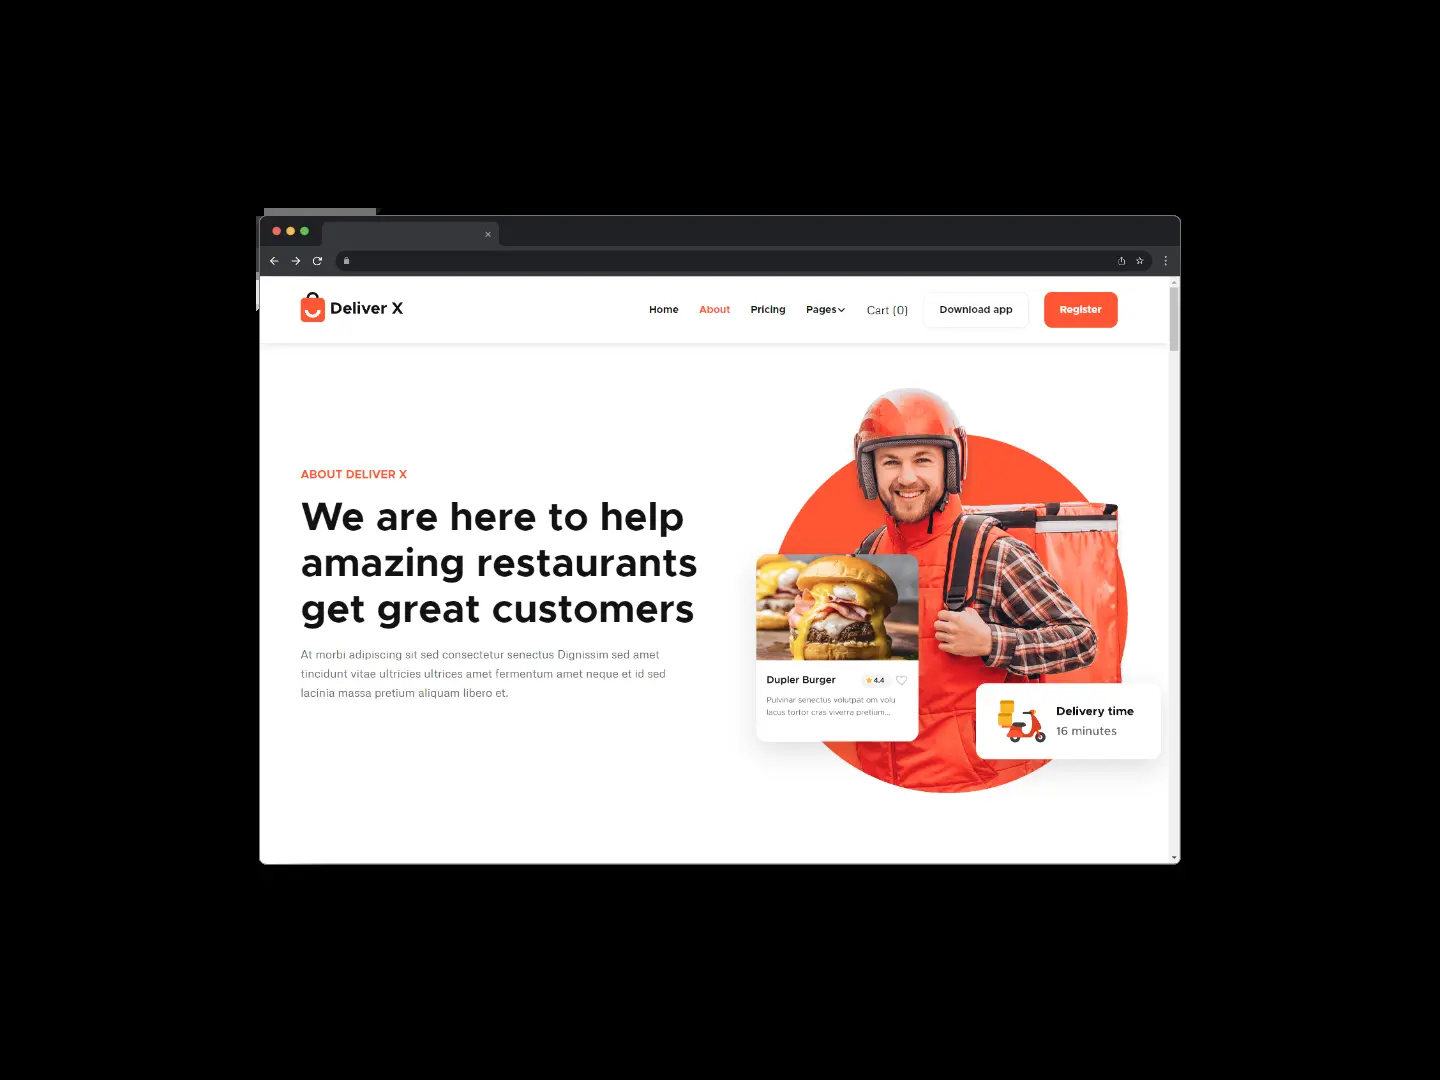 Deliver X
Home About Pricing Pages Cart (0) Download app Register
ABOUT DELIVER X
We are here to help
amazing restaurants
get great customers
At morbi adipiscing sit sed consectetur senectus Dignissim sed amet
tincidunt vitae ultricies ultrices amet fermentum amet neque et id sed
lacinia massa pretium aliquam libero et.
Dupler Burger 4.4
Pulvinar senectus volutpat om volu
lacus tortor cras viverra pretium...
Delivery time
16 minutes